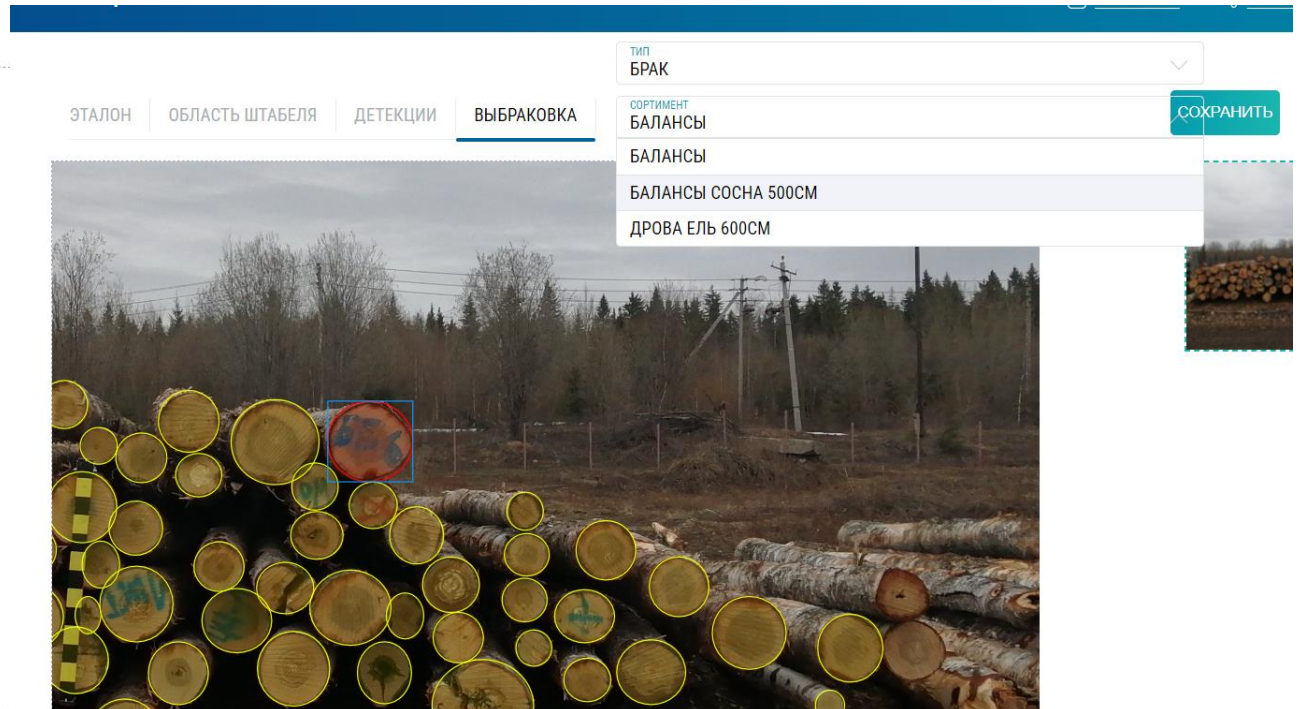 ТИП
БРАК
ЭТАЛОН
ОБЛАСТЬ ШТАБЕЛЯ
ДЕТЕКЦИИ
ВЫБРАКОВКА
СОРТИМЕНТ
БАЛАНСЫ
СОХРАНИТЬ
БАЛАНСЫ
БАЛАНСЫ СОСНА 500СМ
ДРОВА ЕЛЬ 600СМ